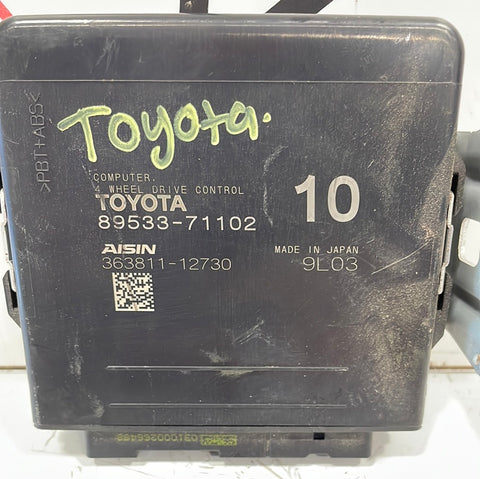 Toyota.
>PBT+ABS<
COMPUTER,
4 WHEEL DRIVE CONTROL
TOYOTA
89533-71102
10
AISIN
363811-12730
MADE IN JAPAN
9L03